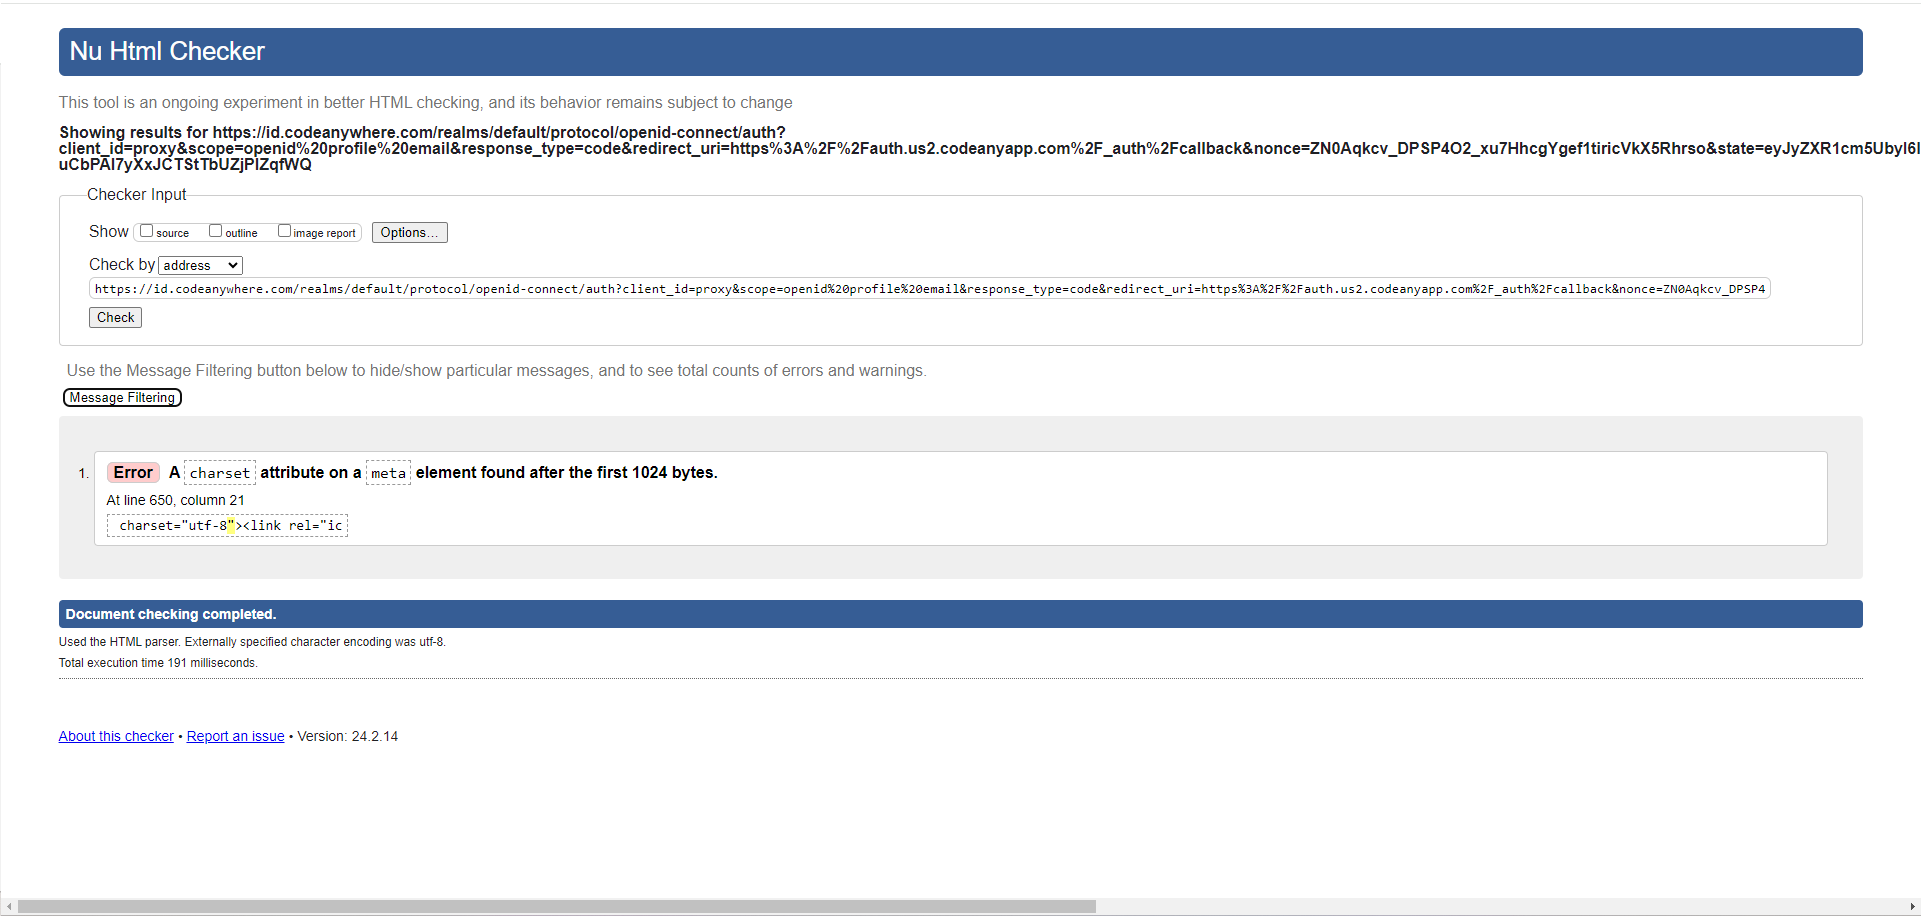 Nu Html Checker
This tool is an ongoing experiment in better HTML checking, and its behavior remains subject to change
Showing results for https://id.codeanywhere.com/realms/default/protocol/openid-connect/auth?
client_id=proxy&scope=openid%20profile%20email&response_type=code&redirect_uri=https%3A%2F%2Fauth.us2.codeanyapp.com%2F_auth%2Fcallback&nonce=ZN0Aqkcv_DPSP4O2_xu7HhcgYgef1tiricVkX5Rhrso&state=eyJyZXR1cm5UbyI6I
uCbPAI7yXxJCTStTbUZjPIZqfWQ
Checker Input
Show source outline image report Options...
Check by address
https://id.codeanywhere.com/realms/default/protocol/openid-connect/auth?client_id=proxy&scope=openid%20profile%20email&response_type=code&redirect_uri=https%3A%2F%2Fauth.us2.codeanyapp.com%2F_auth%2Fcallback&nonce=ZN0Aqkcv_DPSP4
Check
Use the Message Filtering button below to hide/show particular messages, and to see total counts of errors and warnings.
Message Filtering
1. Error A charset attribute on a meta element found after the first 1024 bytes.
At line 650, column 21
charset="utf-8"><link rel="ic
Document checking completed.
Used the HTML parser. Externally specified character encoding was utf-8.
Total execution time 191 milliseconds.
About this checker • Report an issue • Version: 24.2.14